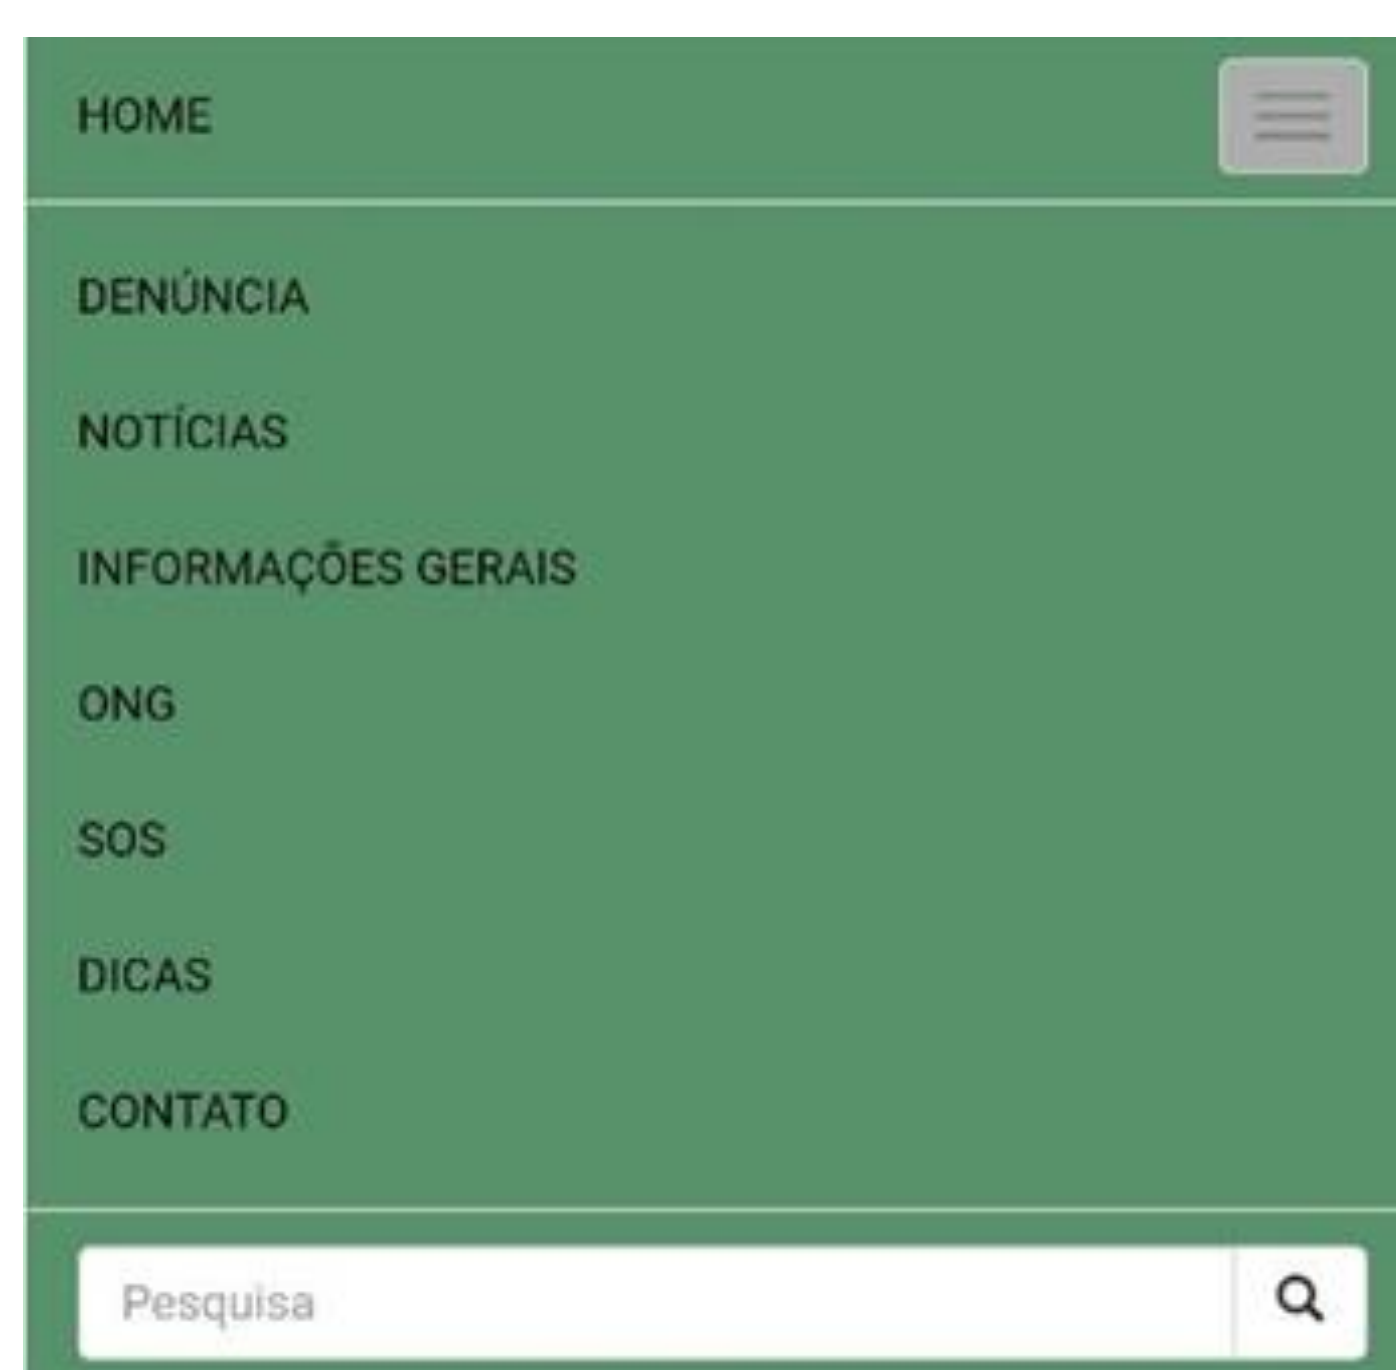 HOME
DENÚNCIA
NOTÍCIAS
INFORMAÇÕES GERAIS
ONG
SOS
DICAS
CONTATO
Pesquisa